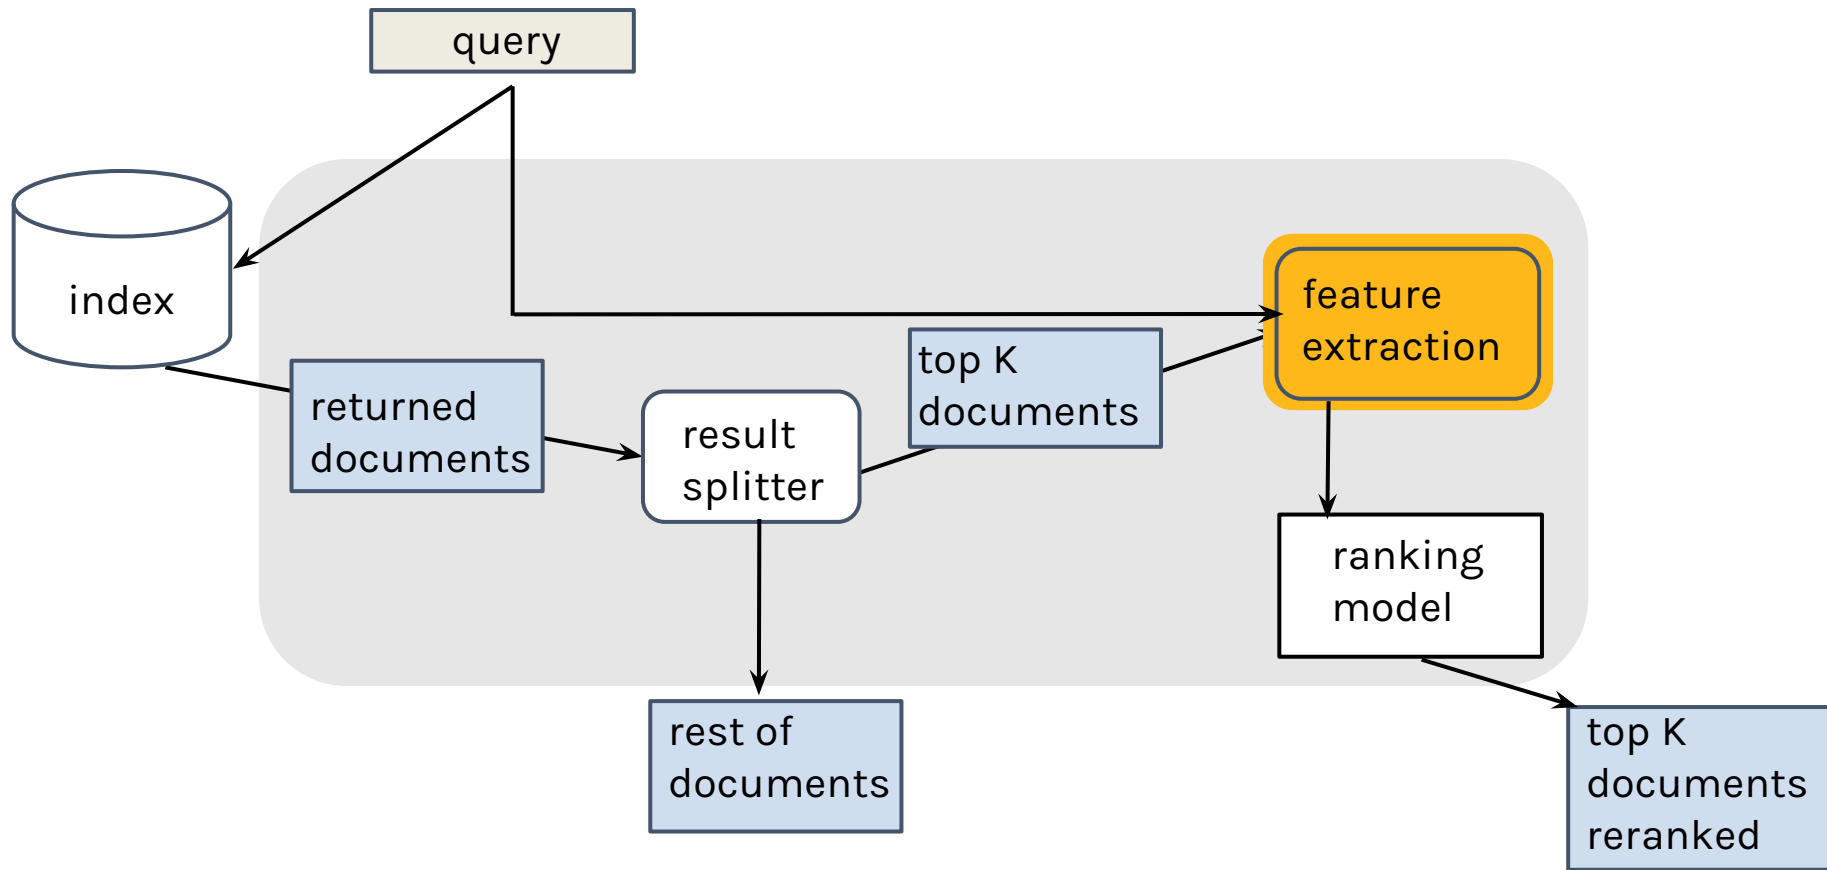 query
index
returned
documents
result
splitter
top K
documents
feature
extraction
ranking
model
rest of
documents
top K
documents
reranked